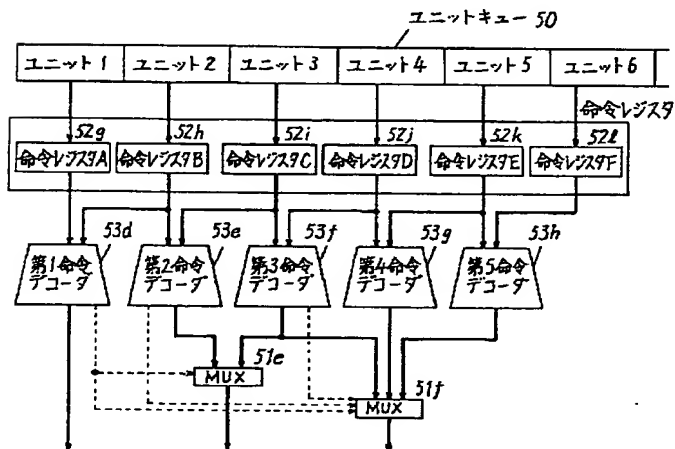 ユニットキュー 50
ユニット1 ユニット2 ユニット3 ユニット4 ユニット5 ユニット6
命令レジスタ
52g 52h 52i 52j 52k 52l
命令レジスタA 命令レジスタB 命令レジスタC 命令レジスタD 命令レジスタE 命令レジスタF
53d 53e 53f 53g 53h
第1命令 第2命令 第3命令 第4命令 第5命令
デコーダ デコーダ デコーダ デコーダ デコーダ
51e
MUX
51f
MUX